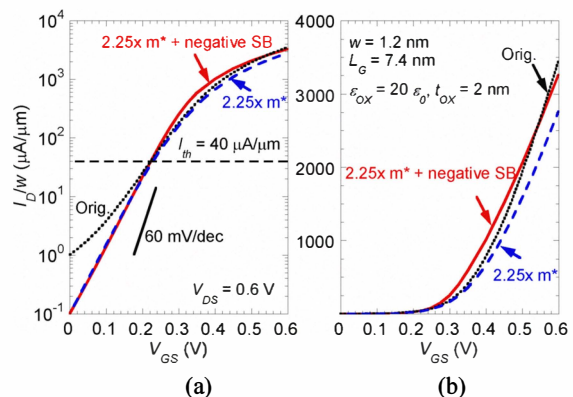 2.25x m* + negative SB
2.25x m*
I_th = 40 μA/μm
Orig.
60 mV/dec
V_DS = 0.6 V
I_D/w (μA/μm)
10^4
10^3
10^2
10^1
10^0
10^-1
0 0.1 0.2 0.3 0.4 0.5 0.6
V_GS (V)
(a)
w = 1.2 nm
L_G = 7.4 nm
ε_OX = 20 ε_0, t_OX = 2 nm
Orig.
2.25x m* + negative SB
2.25x m*
4000
3500
3000
2500
2000
1500
1000
0 0.1 0.2 0.3 0.4 0.5 0.6
V_GS (V)
(b)